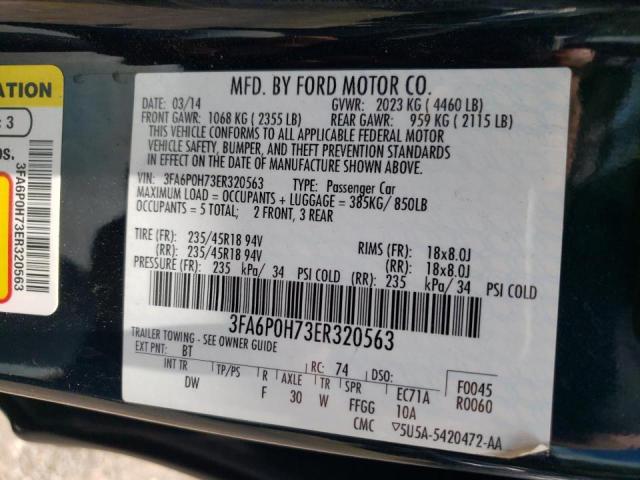 ATION
: 3
os.
3FA6P0H73ER320563
MFD. BY FORD MOTOR CO.
DATE: 03/14 GVWR: 2023 KG ( 4460 LB)
FRONT GAWR: 1068 KG ( 2355 LB) REAR GAWR: 959 KG ( 2115 LB)
THIS VEHICLE CONFORMS TO ALL APPLICABLE FEDERAL MOTOR
VEHICLE SAFETY, BUMPER, AND THEFT PREVENTION STANDARDS
IN EFFECT ON THE DATE OF MANUFACTURE SHOWN ABOVE.
VIN: 3FA6P0H73ER320563 TYPE: Passenger Car
MAXIMUM LOAD = OCCUPANTS + LUGGAGE = 385KG/ 850LB
OCCUPANTS = 5 TOTAL; 2 FRONT, 3 REAR
TIRE (FR): 235/45R18 94V RIMS (FR): 18x8.0J
(RR): 235/45R18 94V (RR): 18x8.0J
PRESSURE (FR): 235 kPa/ 34 PSI COLD (RR): 235 kPa/ 34 PSI COLD
3FA6P0H73ER320563
TRAILER TOWING - SEE OWNER GUIDE
EXT PNT: BT RC: 74 DSO: F0045
INT TR TP/PS R AXLE TR SPR EC71A R0060
DW F 30 W FFGG 10A
CMC ▽5U5A-5420472-AA